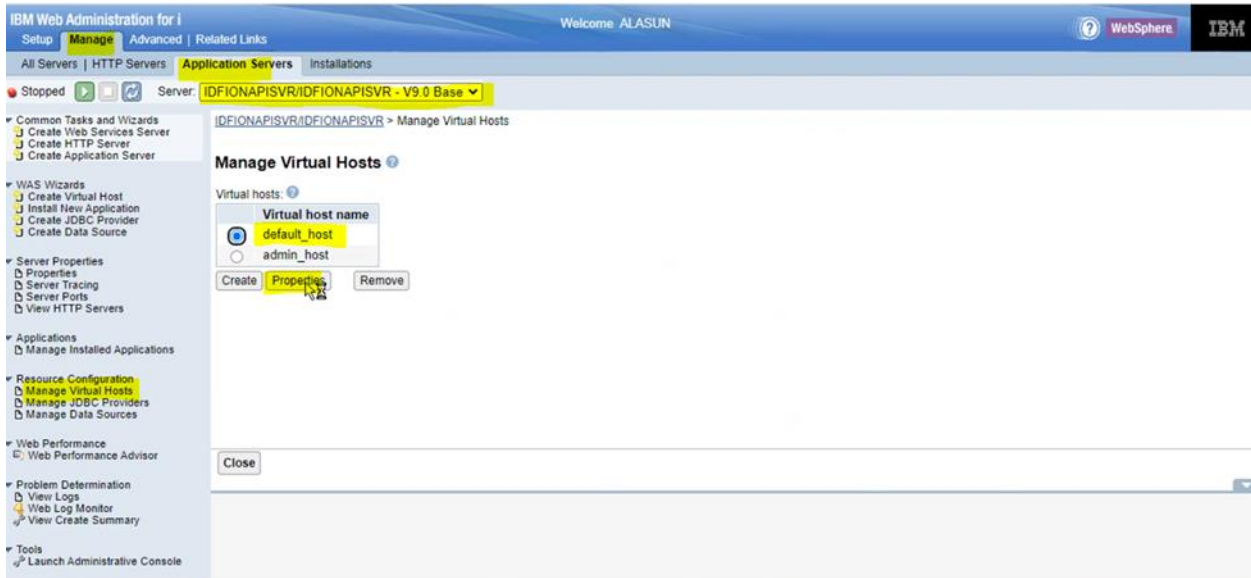 IBM Web Administration for i
Welcome ALASUN
WebSphere.
IBM
Setup Manage Advanced | Related Links
All Servers | HTTP Servers Application Servers Installations
Stopped Server: IDFIONAPISVR/IDFIONAPISVR - V9.0 Base
Common Tasks and Wizards
Create Web Services Server
Create HTTP Server
Create Application Server
WAS Wizards
Create Virtual Host
Install New Application
Create JDBC Provider
Create Data Source
Server Properties
Properties
Server Tracing
Server Ports
View HTTP Servers
Applications
Manage Installed Applications
Resource Configuration
Manage Virtual Hosts
Manage JDBC Providers
Manage Data Sources
Web Performance
Web Performance Advisor
Problem Determination
View Logs
Web Log Monitor
View Create Summary
Tools
Launch Administrative Console
IDFIONAPISVR/IDFIONAPISVR > Manage Virtual Hosts
Manage Virtual Hosts
Virtual hosts:
Virtual host name
default_host
admin_host
Create Properties Remove
Close